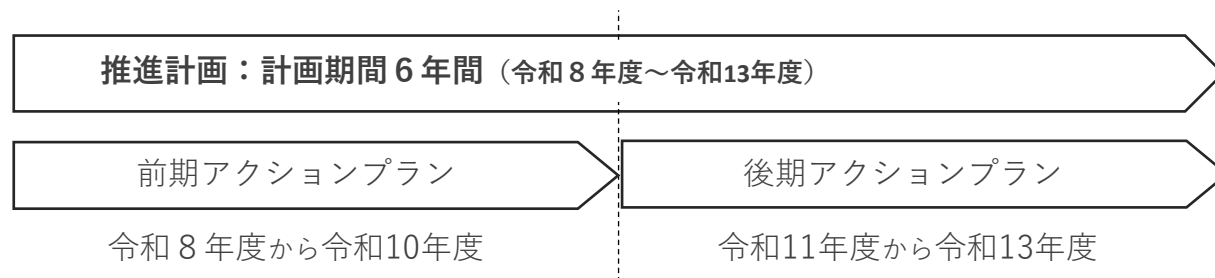 推進計画：計画期間６年間（令和８年度～令和13年度）
前期アクションプラン
後期アクションプラン
令和８年度から令和10年度
令和11年度から令和13年度